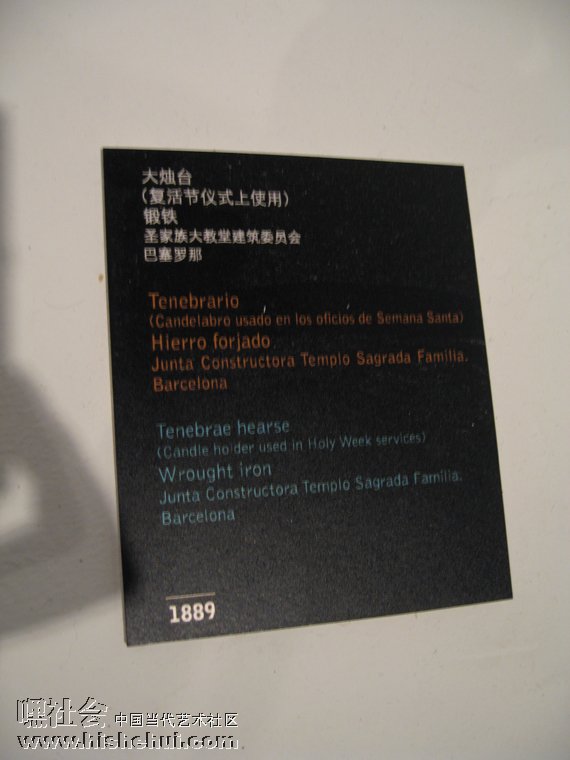 大烛台
(复活节仪式上使用)
锻铁
圣家族大教堂建筑委员会
巴塞罗那
Tenebrario
(Candelabro usado en los oficios de Semana Santa)
Hierro forjado
Junta Constructora Templo Sagrada Familia.
Barcelona
Tenebrae hearse
(Candle holder used in Holy Week services)
Wrought iron
Junta Constructora Templo Sagrada Familia.
Barcelona
1889
嘿社会 中国当代艺术社区
www.hishehui.com